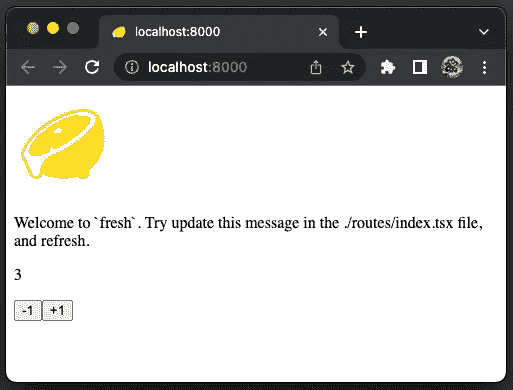 localhost:8000
localhost:8000
Welcome to `fresh`. Try update this message in the ./routes/index.tsx file,
and refresh.
3
-1 +1